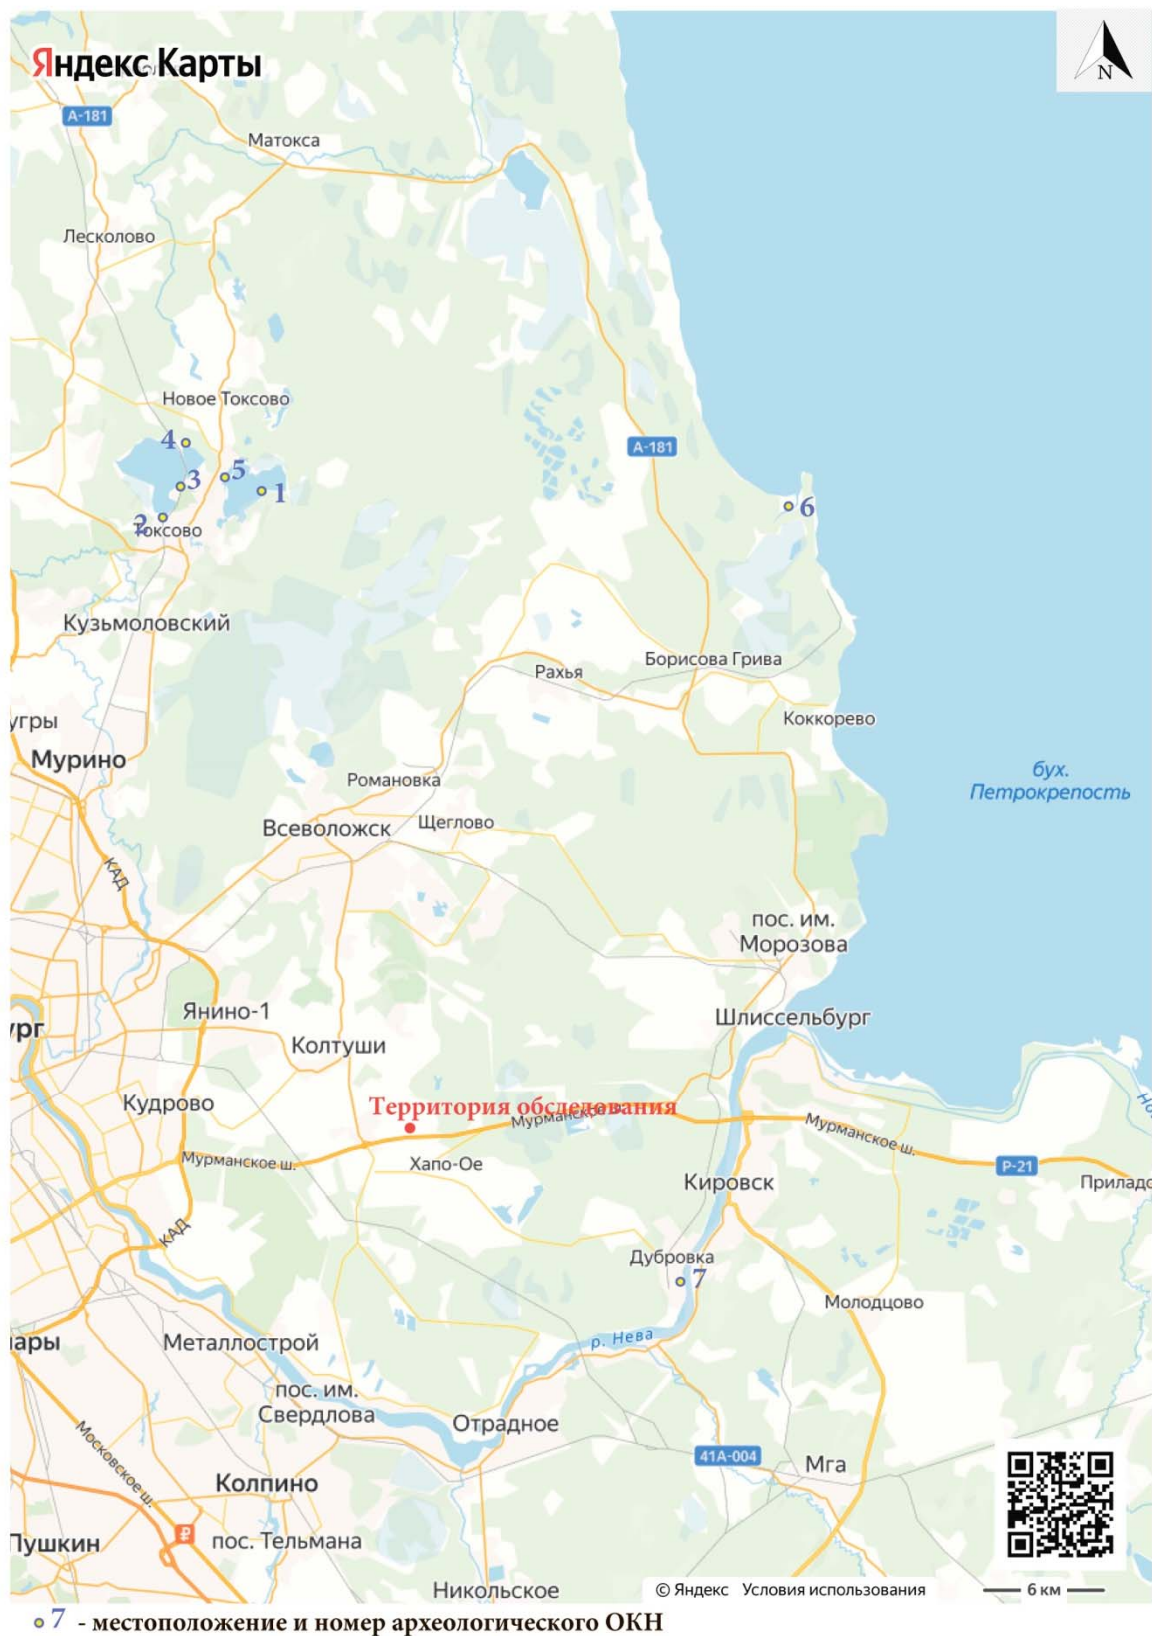 Яндекс Карты
N
А-181
Матокса
Лесколово
Новое Токсово
4
3
5
1
2
Токсово
А-181
6
Кузьмоловский
Борисова Грива
Рахья
угры
Коккорево
Мурино
бух.
Петрокрепость
Романовка
Щеглово
Всеволожск
КАД
пос. им.
Морозова
Янино-1
Шлиссельбург
ург
Колтуши
Кудрово
Территория обсдедования
Мурманское ш.
Мурманское ш.
Мурманское ш.
Хапо-Ое
Р-21
Кировск
Приладо
КАД
Дубровка
7
Молодцово
р. Нева
Металлострой
пос. им.
Свердлова
Отрадное
Московское ш.
41А-004
Мга
Колпино
₽
Пушкин
пос. Тельмана
Никольское
© Яндекс Условия использования
6 км
7 - местоположение и номер археологического ОКН